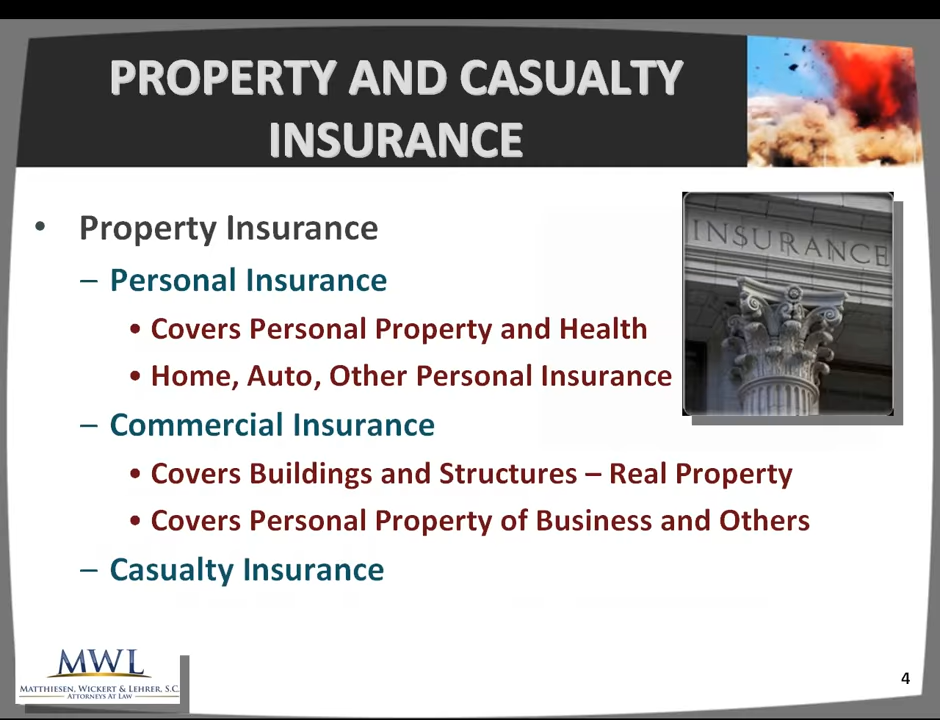 PROPERTY AND CASUALTY
INSURANCE
• Property Insurance
– Personal Insurance
• Covers Personal Property and Health
• Home, Auto, Other Personal Insurance
– Commercial Insurance
• Covers Buildings and Structures – Real Property
• Covers Personal Property of Business and Others
– Casualty Insurance
INSURANCE
MWL
MATTHIESEN, WICKERT & LEHRER, S.C.
ATTORNEYS AT LAW
4